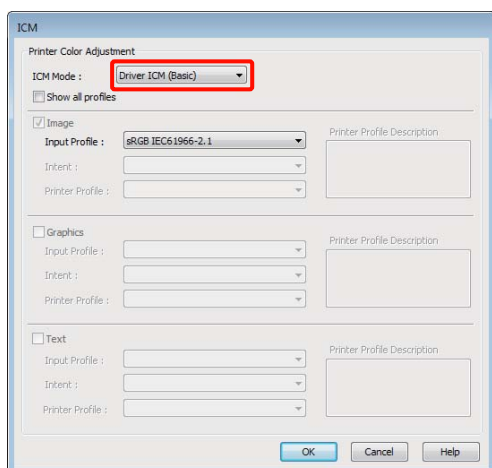 ICM
Printer Color Adjustment
ICM Mode : Driver ICM (Basic)
Show all profiles
Image
Input Profile : sRGB IEC61966-2.1
Printer Profile Description
Intent :
Printer Profile :
Graphics
Input Profile :
Printer Profile Description
Intent :
Printer Profile :
Text
Input Profile :
Printer Profile Description
Intent :
Printer Profile :
OK Cancel Help